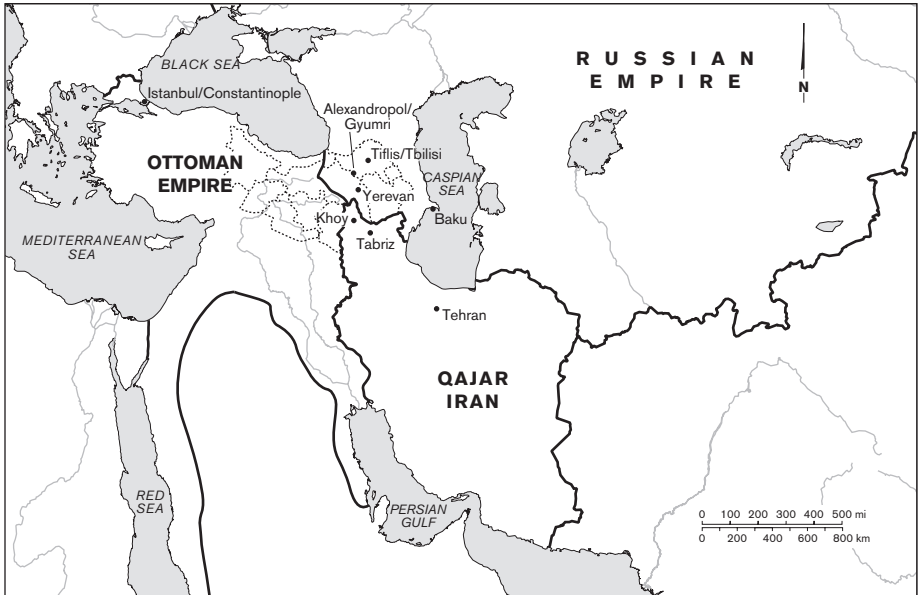 RUSSIAN
EMPIRE
N
BLACK SEA
Istanbul/Constantinople
Alexandropol/
Gyumri
Tiflis/Tbilisi
OTTOMAN
EMPIRE
CASPIAN
SEA
Yerevan
Khoy
Baku
Tabriz
MEDITERRANEAN
SEA
Tehran
QAJAR
IRAN
RED
SEA
PERSIAN
GULF
0 100 200 300 400 500 mi
0 200 400 600 800 km